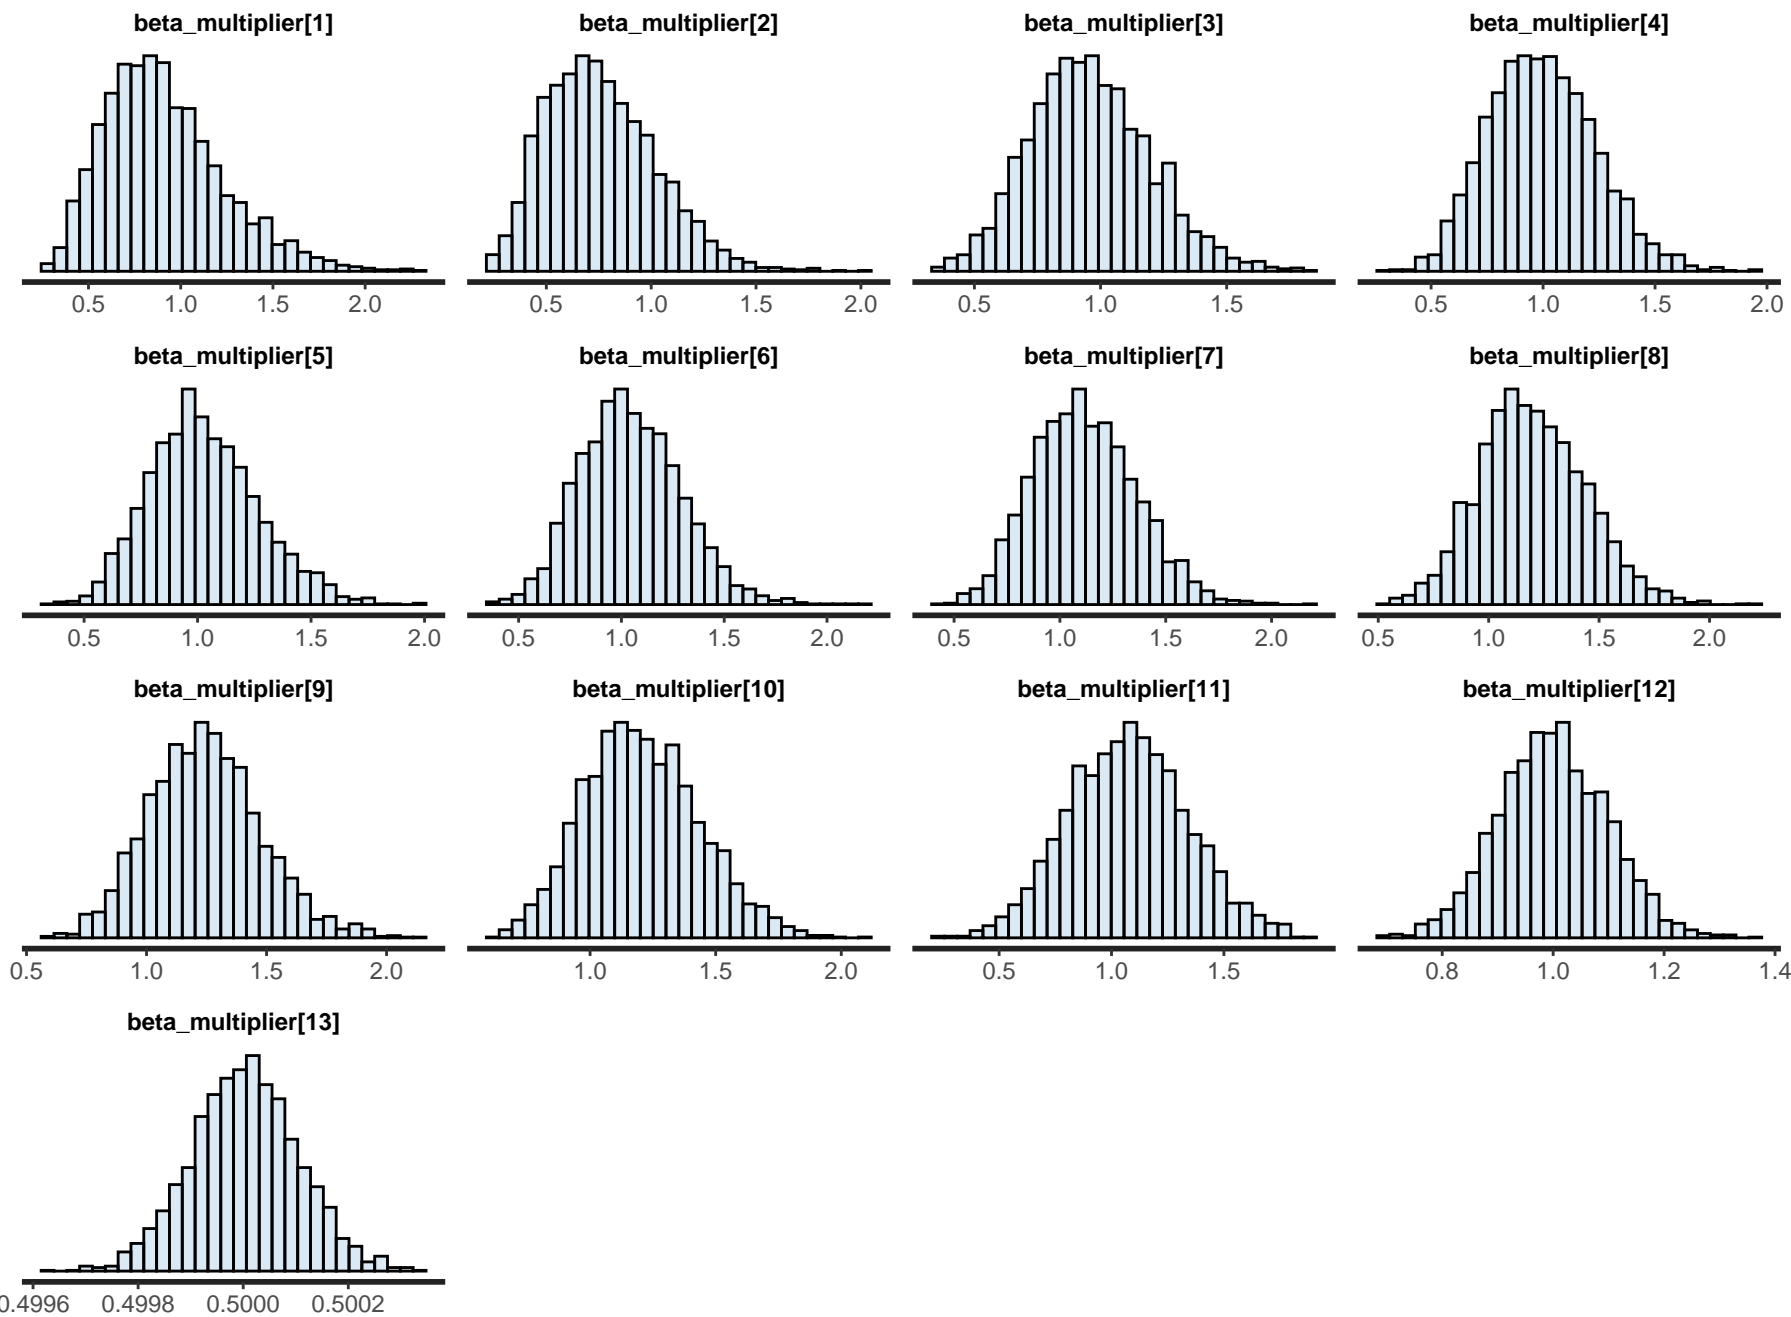 beta_multiplier[1] beta_multiplier[2] beta_multiplier[3] beta_multiplier[4]
0.5 1.0 1.5 2.0 0.5 1.0 1.5 2.0 0.5 1.0 1.5 0.5 1.0 1.5 2.0
beta_multiplier[5] beta_multiplier[6] beta_multiplier[7] beta_multiplier[8]
0.5 1.0 1.5 2.0 0.5 1.0 1.5 2.0 0.5 1.0 1.5 2.0 0.5 1.0 1.5 2.0
beta_multiplier[9] beta_multiplier[10] beta_multiplier[11] beta_multiplier[12]
0.5 1.0 1.5 2.0 1.0 1.5 2.0 0.5 1.0 1.5 0.8 1.0 1.2 1.4
beta_multiplier[13]
0.4996 0.4998 0.5000 0.5002